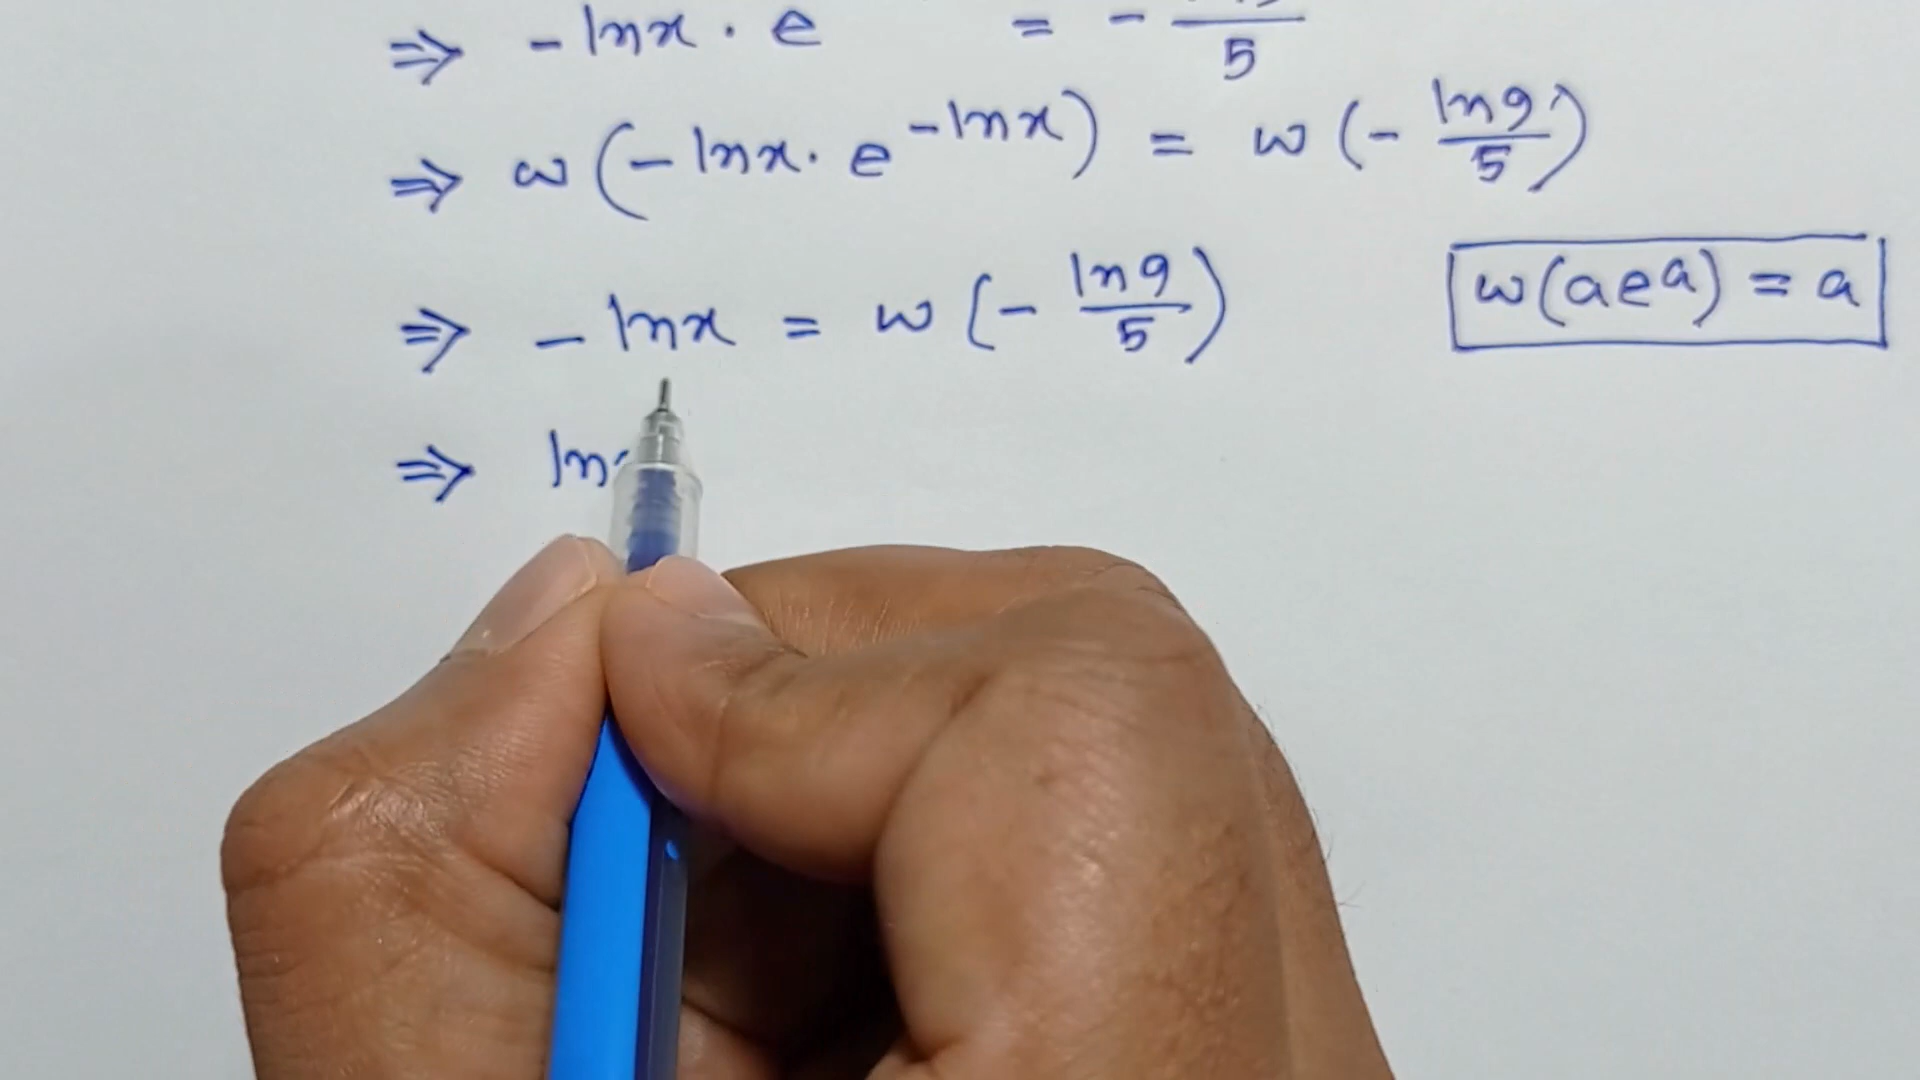 ⇒ -lnx · e = - /5
⇒ w(-lnx · e^{-lnx}) = w(-ln9/5)
⇒ -lnx = w(-ln9/5)
w(ae^a) = a
⇒ ln